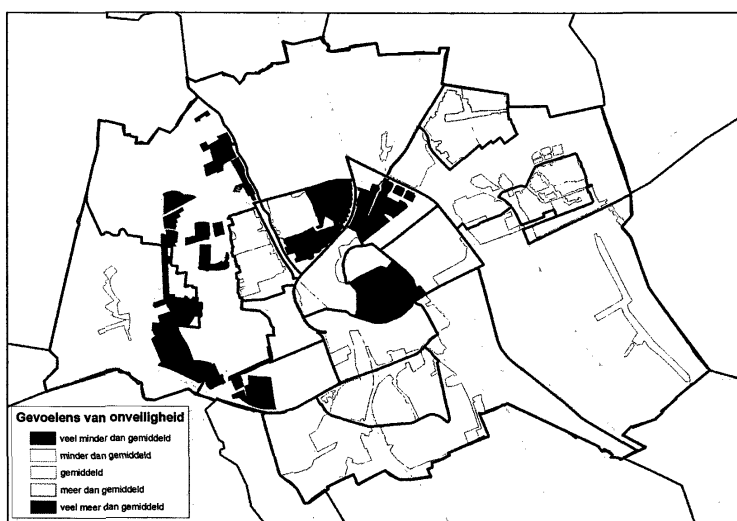 Gevoelens van onveiligheid
veel minder dan gemiddeld
minder dan gemiddeld
gemiddeld
meer dan gemiddeld
veel meer dan gemiddeld